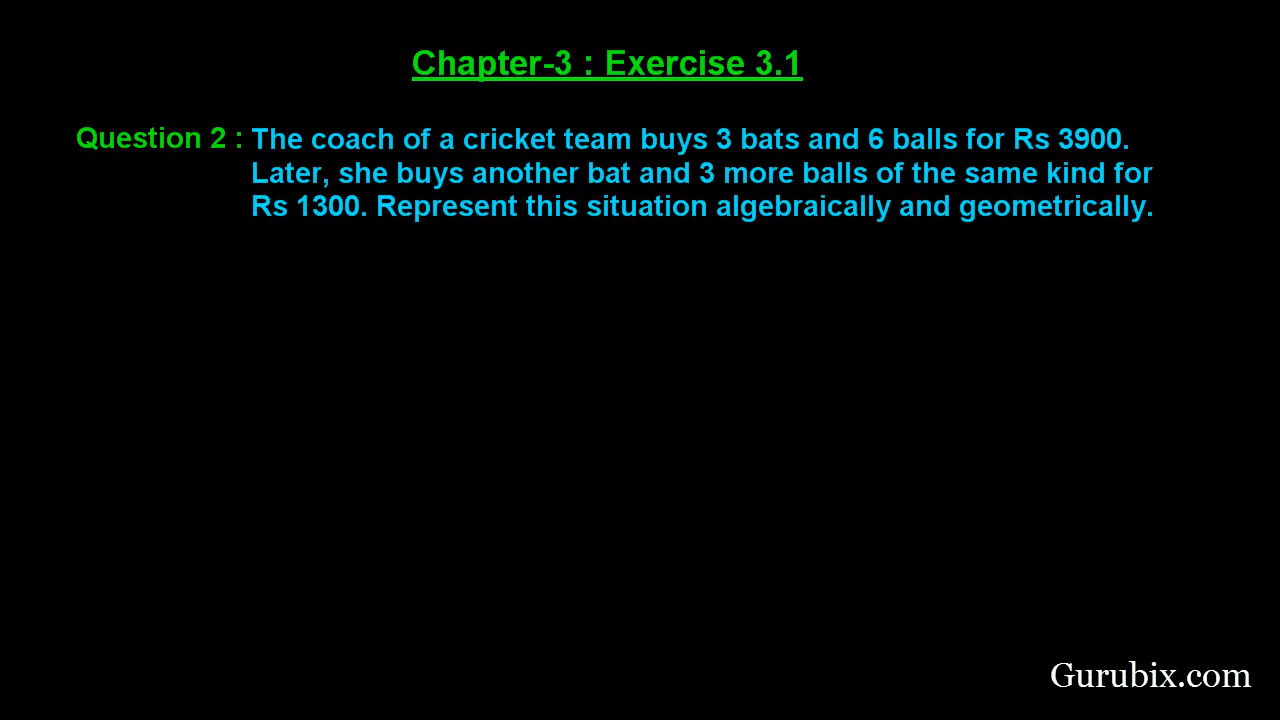 Chapter-3 : Exercise 3.1
Question 2 : The coach of a cricket team buys 3 bats and 6 balls for Rs 3900.
Later, she buys another bat and 3 more balls of the same kind for
Rs 1300. Represent this situation algebraically and geometrically.
Gurubix.com